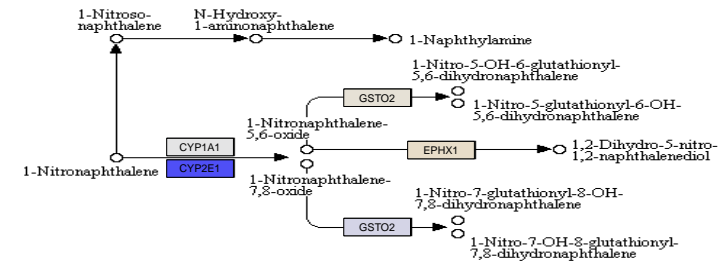 1-Nitroso-
naphthalene
N-Hydroxy-
1-aminonaphthalene
1-Naphthylamine
1-Nitro-5-OH-6-glutathionyl-
5,6-dihydronaphthalene
GSTO2
1-Nitro-5-glutathionyl-6-OH-
5,6-dihydronaphthalene
1-Nitronaphthalene-
5,6-oxide
CYP1A1
CYP2E1
EPHX1
1,2-Dihydro-5-nitro-
1,2-naphthalenediol
1-Nitronaphthalene
1-Nitronaphthalene-
7,8-oxide
1-Nitro-7-glutathionyl-8-OH-
7,8-dihydronaphthalene
GSTO2
1-Nitro-7-OH-8-glutathionyl-
7,8-dihydronaphthalene